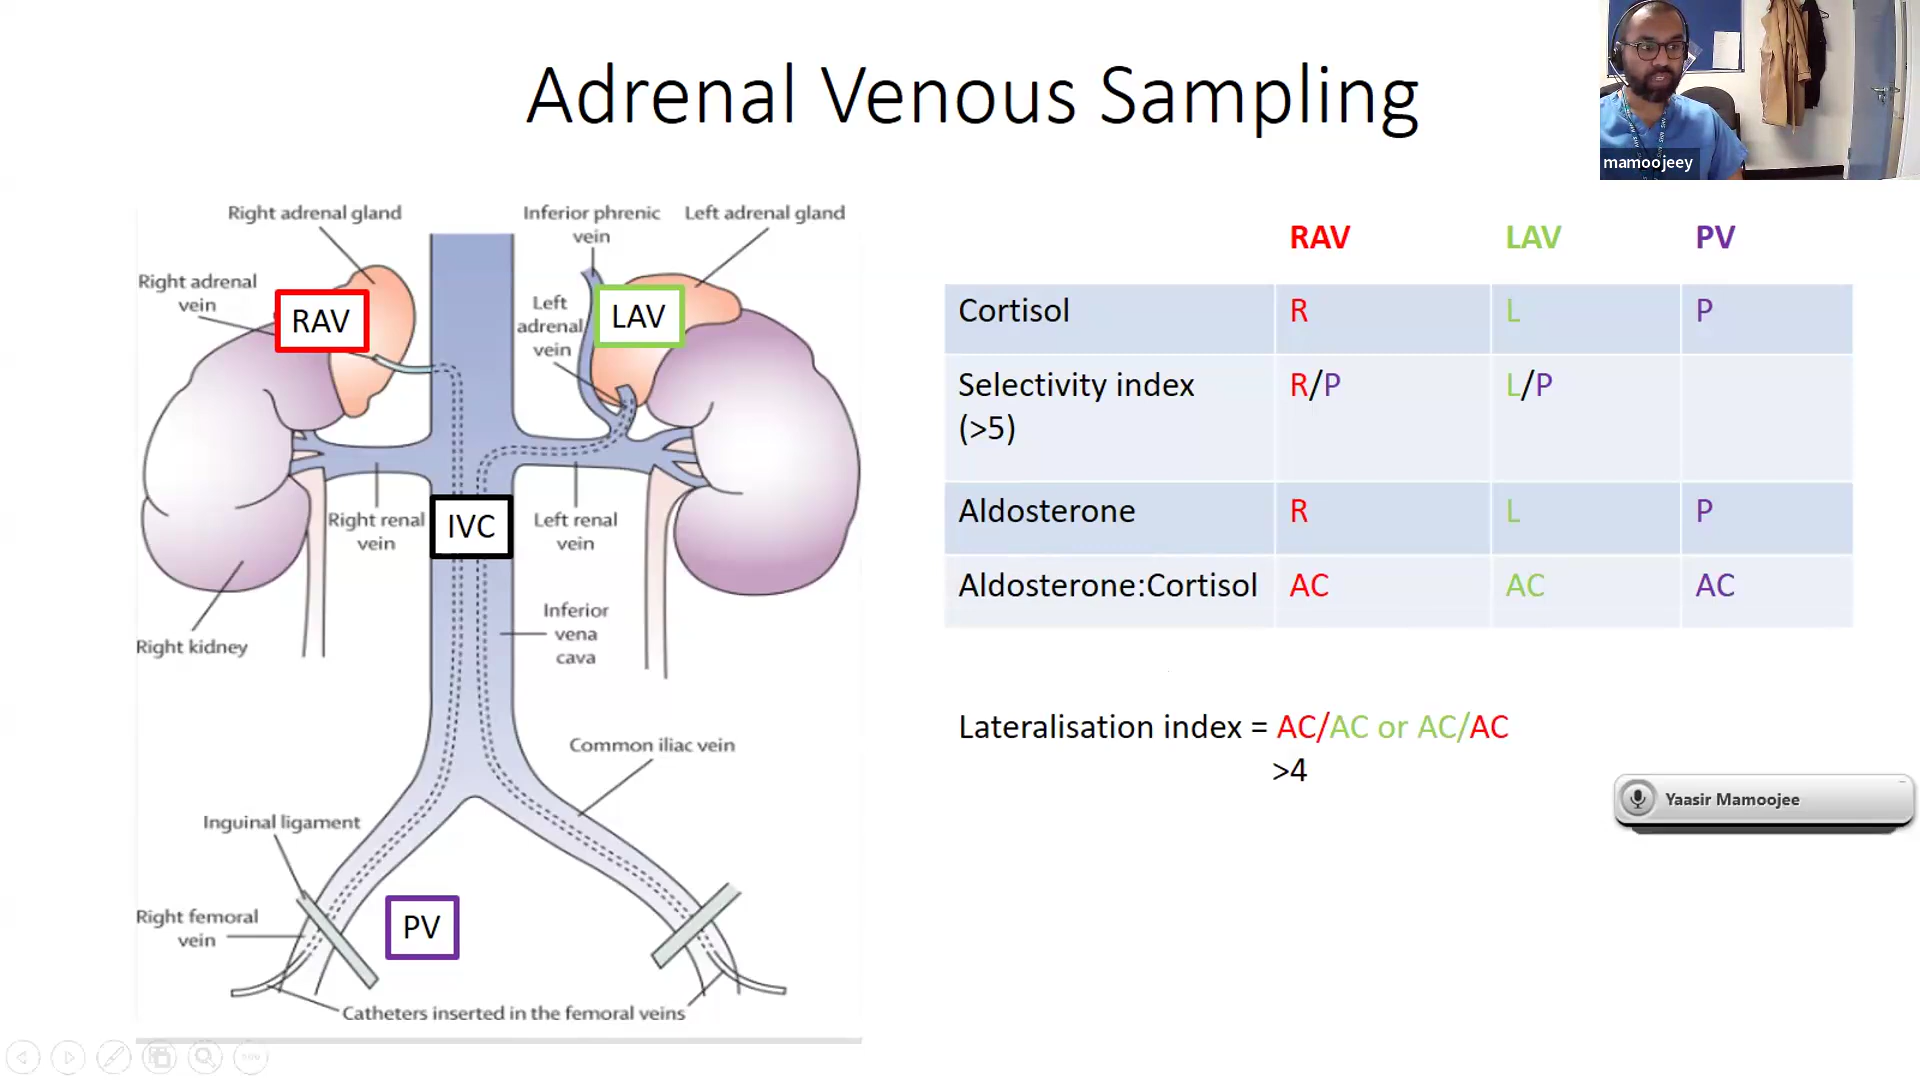 Adrenal Venous Sampling
mamoojeey
Right adrenal gland
Inferior phrenic
vein
Left adrenal gland
Right adrenal
vein
RAV
Left
adrenal
vein
LAV
Right renal
vein
IVC
Left renal
vein
Inferior
vena
cava
Right kidney
Common iliac vein
Inguinal ligament
Right femoral
vein
PV
Catheters inserted in the femoral veins
RAV LAV PV
Cortisol R L P
Selectivity index R/P L/P
(>5)
Aldosterone R L P
Aldosterone:Cortisol AC AC AC
Lateralisation index = AC/AC or AC/AC
>4
Yaasir Mamoojee